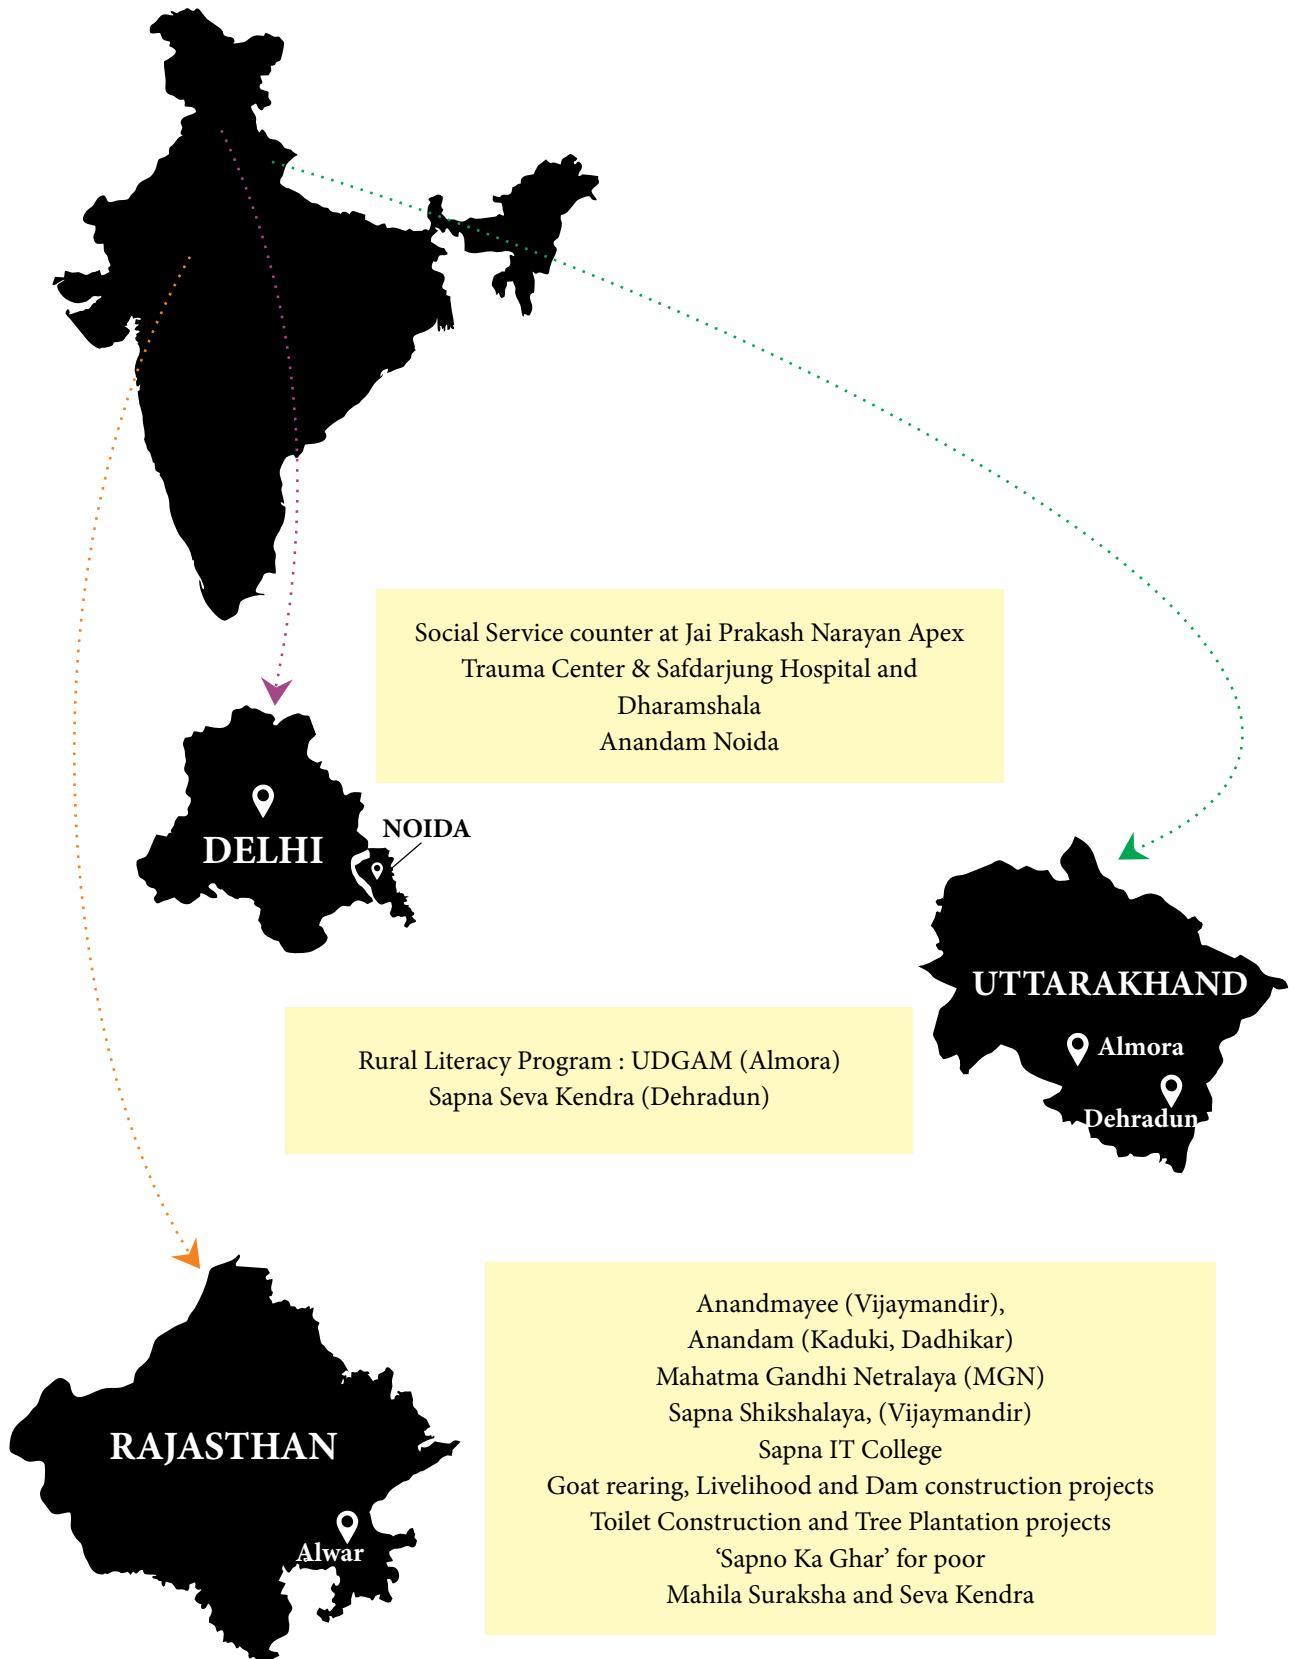 Social Service counter at Jai Prakash Narayan Apex
Trauma Center & Safdarjung Hospital and
Dharamshala
Anandam Noida
DELHI
NOIDA
UTTARAKHAND
Almora
Dehradun
Rural Literacy Program : UDGAM (Almora)
Sapna Seva Kendra (Dehradun)
RAJASTHAN
Alwar
Anandmayee (Vijaymandir),
Anandam (Kaduki, Dadhikar)
Mahatma Gandhi Netralaya (MGN)
Sapna Shikshalaya, (Vijaymandir)
Sapna IT College
Goat rearing, Livelihood and Dam construction projects
Toilet Construction and Tree Plantation projects
‘Sapno Ka Ghar’ for poor
Mahila Suraksha and Seva Kendra